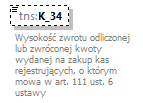 tns:K_34
Wysokość zwrotu odliczonej
lub zwróconej kwoty
wydanej na zakup kas
rejestrujących, o którym
mowa w art. 111 ust. 6
ustawy